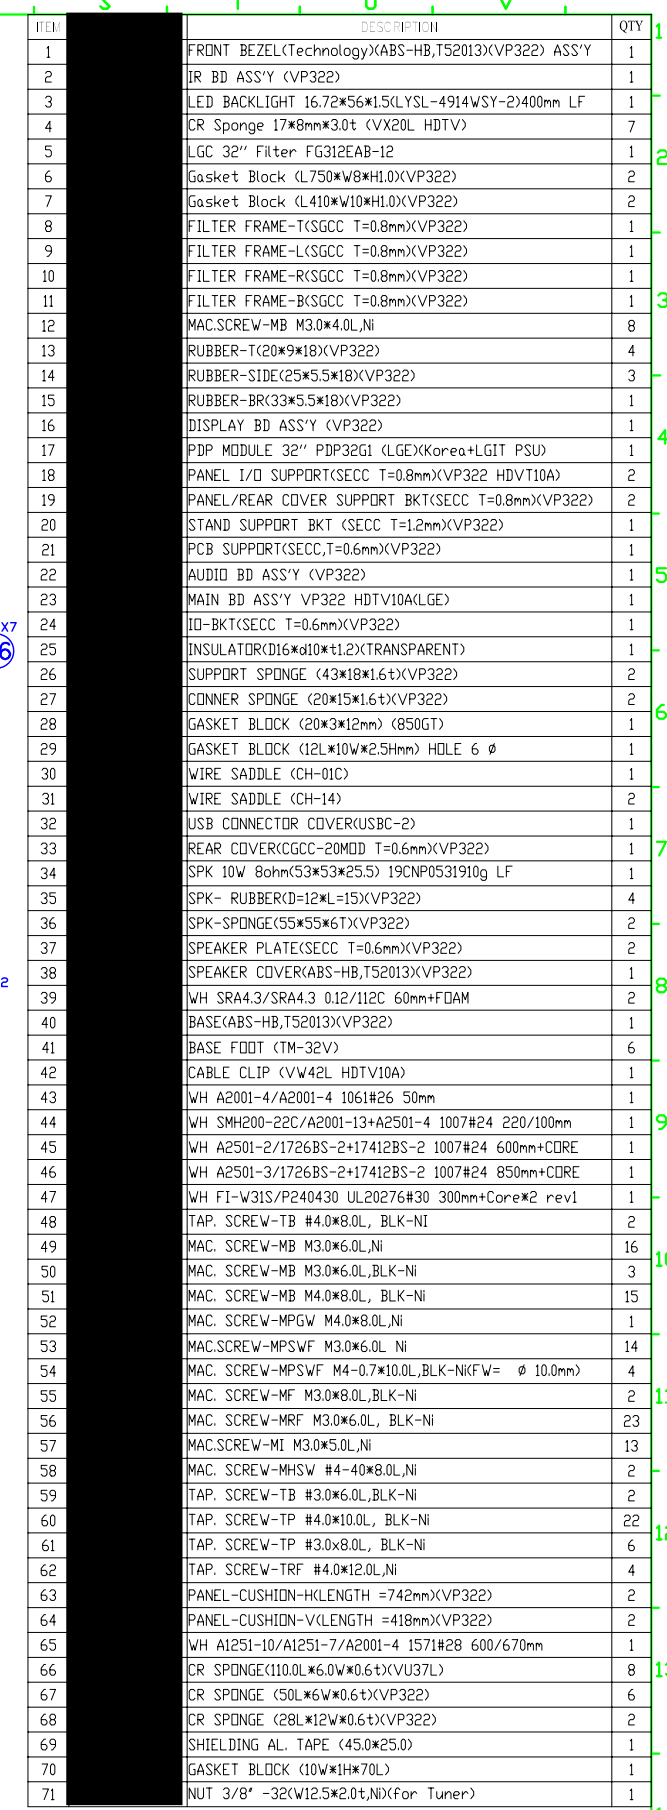 ITEM DESCRIPTION QTY
1 FRONT BEZEL(Technology)(ABS-HB,T52013)(VP322) ASS'Y 1
2 IR BD ASS'Y (VP322) 1
3 LED BACKLIGHT 16.72*56*1.5(LYSL-4914WSY-2)400mm LF 1
4 CR Sponge 17*8mm*3.0t (VX20L HDTV) 7
5 LGC 32'' Filter FG312EAB-12 1
6 Gasket Block (L750*W8*H1.0)(VP322) 2
7 Gasket Block (L410*W10*H1.0)(VP322) 2
8 FILTER FRAME-T(SGCC T=0.8mm)(VP322) 1
9 FILTER FRAME-L(SGCC T=0.8mm)(VP322) 1
10 FILTER FRAME-R(SGCC T=0.8mm)(VP322) 1
11 FILTER FRAME-B(SGCC T=0.8mm)(VP322) 1
12 MAC.SCREW-MB M3.0*4.0L,Ni 8
13 RUBBER-T(20*9*18)(VP322) 4
14 RUBBER-SIDE(25*5.5*18)(VP322) 3
15 RUBBER-BR(33*5.5*18)(VP322) 1
16 DISPLAY BD ASS'Y (VP322) 1
17 PDP MODULE 32'' PDP32G1 (LGE)(Korea+LGIT PSU) 1
18 PANEL I/O SUPPORT(SECC T=0.8mm)(VP322 HDVT10A) 2
19 PANEL/REAR COVER SUPPORT BKT(SECC T=0.8mm)(VP322) 2
20 STAND SUPPORT BKT (SECC T=1.2mm)(VP322) 1
21 PCB SUPPORT(SECC,T=0.6mm)(VP322) 1
22 AUDIO BD ASS'Y (VP322) 1
23 MAIN BD ASS'Y VP322 HDTV10A(LGE) 1
24 IO-BKT(SECC T=0.6mm)(VP322) 1
25 INSULATOR(D16*d10*t1.2)(TRANSPARENT) 1
26 SUPPORT SPONGE (43*18*1.6t)(VP322) 2
27 CONNER SPONGE (20*15*1.6t)(VP322) 2
28 GASKET BLOCK (20*3*12mm) (850GT) 1
29 GASKET BLOCK (12L*10W*2.5Hmm) HOLE 6 Ø 1
30 WIRE SADDLE (CH-01C) 1
31 WIRE SADDLE (CH-14) 2
32 USB CONNECTOR COVER(USBC-2) 1
33 REAR COVER(CGCC-20MOD T=0.6mm)(VP322) 1
34 SPK 10W 8ohm(53*53*25.5) 19CNP0531910g LF 1
35 SPK- RUBBER(D=12*L=15)(VP322) 4
36 SPK-SPONGE(55*55*6T)(VP322) 2
37 SPEAKER PLATE(SECC T=0.6mm)(VP322) 2
38 SPEAKER COVER(ABS-HB,T52013)(VP322) 1
39 WH SRA4.3/SRA4.3 0.12/112C 60mm+FOAM 2
40 BASE(ABS-HB,T52013)(VP322) 1
41 BASE FOOT (TM-32V) 6
42 CABLE CLIP (VW42L HDTV10A) 1
43 WH A2001-4/A2001-4 1061#26 50mm 1
44 WH SMH200-22C/A2001-13+A2501-4 1007#24 220/100mm 1
45 WH A2501-2/1726BS-2+17412BS-2 1007#24 600mm+CORE 1
46 WH A2501-3/1726BS-2+17412BS-2 1007#24 850mm+CORE 1
47 WH FI-W31S/P240430 UL20276#30 300mm+Core*2 rev1 1
48 TAP. SCREW-TB #4.0*8.0L, BLK-NI 2
49 MAC. SCREW-MB M3.0*6.0L,Ni 16
50 MAC. SCREW-MB M3.0*6.0L,BLK-Ni 3
51 MAC. SCREW-MB M4.0*8.0L, BLK-Ni 15
52 MAC. SCREW-MPGW M4.0*8.0L,Ni 1
53 MAC.SCREW-MPSWF M3.0*6.0L Ni 14
54 MAC. SCREW-MPSWF M4-0.7*10.0L,BLK-Ni(FW= Ø 10.0mm) 4
55 MAC. SCREW-MF M3.0*8.0L,BLK-Ni 2
56 MAC. SCREW-MRF M3.0*6.0L, BLK-Ni 23
57 MAC.SCREW-MI M3.0*5.0L,Ni 13
58 MAC. SCREW-MHSW #4-40*8.0L,Ni 2
59 TAP. SCREW-TB #3.0*6.0L,BLK-Ni 2
60 TAP. SCREW-TP #4.0*10.0L, BLK-Ni 22
61 TAP. SCREW-TP #3.0x8.0L, BLK-Ni 6
62 TAP. SCREW-TRF #4.0*12.0L,Ni 4
63 PANEL-CUSHION-H(LENGTH =742mm)(VP322) 2
64 PANEL-CUSHION-V(LENGTH =418mm)(VP322) 2
65 WH A1251-10/A1251-7/A2001-4 1571#28 600/670mm 1
66 CR SPONGE(110.0L*6.0W*0.6t)(VU37L) 8
67 CR SPONGE (50L*6W*0.6t)(VP322) 6
68 CR SPONGE (28L*12W*0.6t)(VP322) 2
69 SHIELDING AL. TAPE (45.0*25.0) 1
70 GASKET BLOCK (10W*1H*70L) 1
71 NUT 3/8" -32(W12.5*2.0t,Ni)(for Tuner) 1
X7
6
2
1
2
3
4
5
6
7
8
9